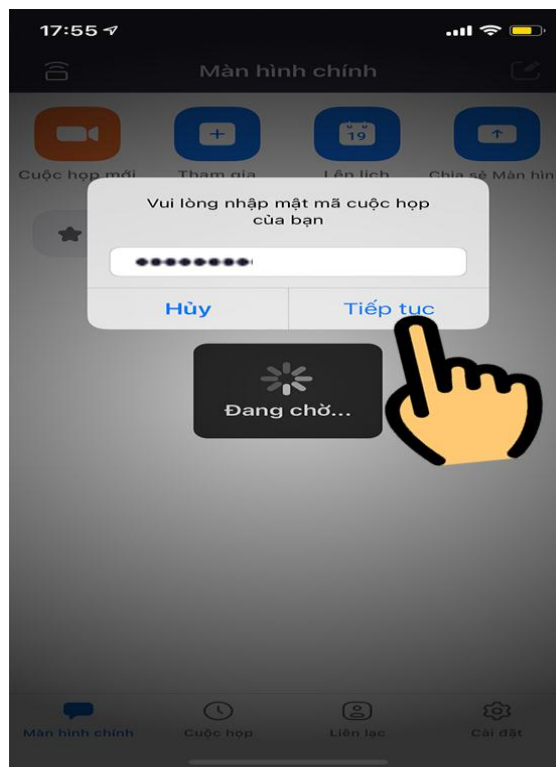 17:55
Màn hình chính
19
Cuộc họp mới
Tham gia
Lên lịch
Chia sẻ Màn hìn
Vui lòng nhập mật mã cuộc họp
của bạn
Hủy
Tiếp tục
Đang chờ...
Màn hình chính
Cuộc họp
Liên lạc
Cài đặt